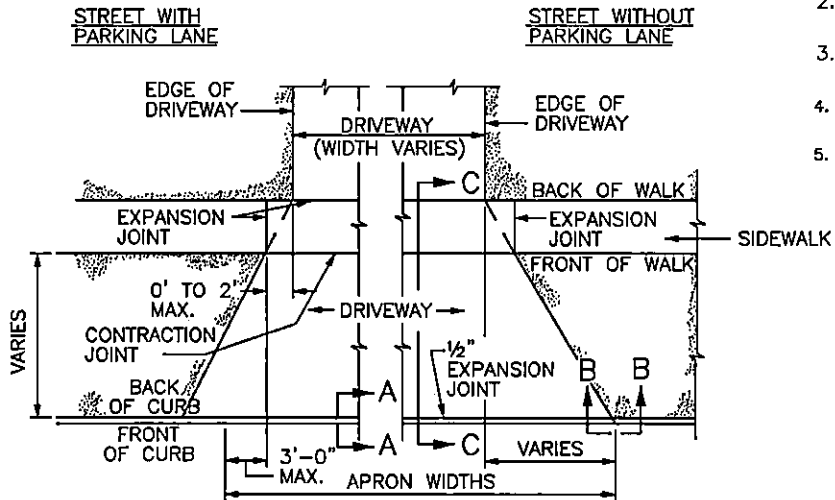 STREET WITH
PARKING LANE
STREET WITHOUT
PARKING LANE
2.
3.
4.
5.
EDGE OF
DRIVEWAY
DRIVEWAY
(WIDTH VARIES)
EDGE OF
DRIVEWAY
C
BACK OF WALK
EXPANSION
JOINT
EXPANSION
JOINT
SIDEWALK
FRONT OF WALK
0' TO 2'
MAX.
DRIVEWAY
CONTRACTION
JOINT
VARIES
1/2"
EXPANSION
JOINT
B B
BACK
OF CURB
A
FRONT
OF CURB
A
C
3'-0"
MAX.
VARIES
APRON WIDTHS